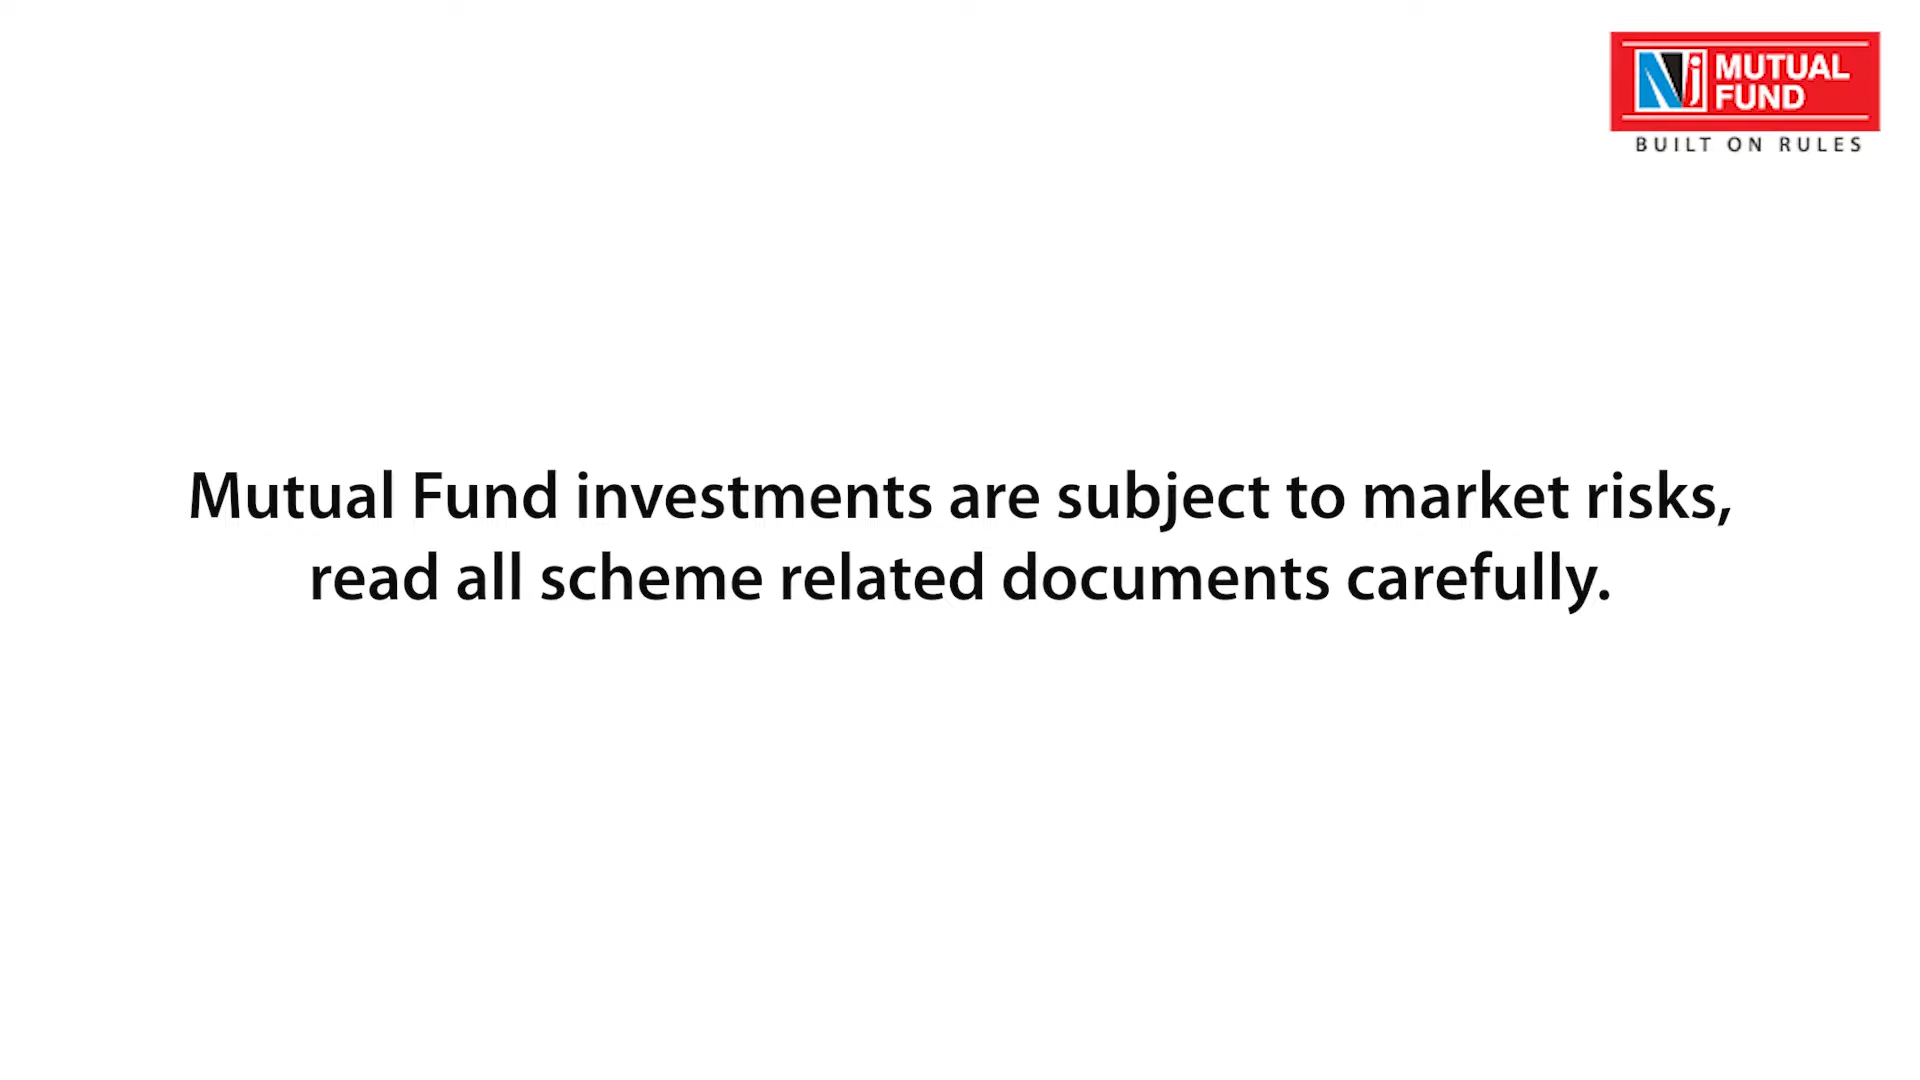 Nj MUTUAL
FUND
BUILT ON RULES
Mutual Fund investments are subject to market risks,
read all scheme related documents carefully.